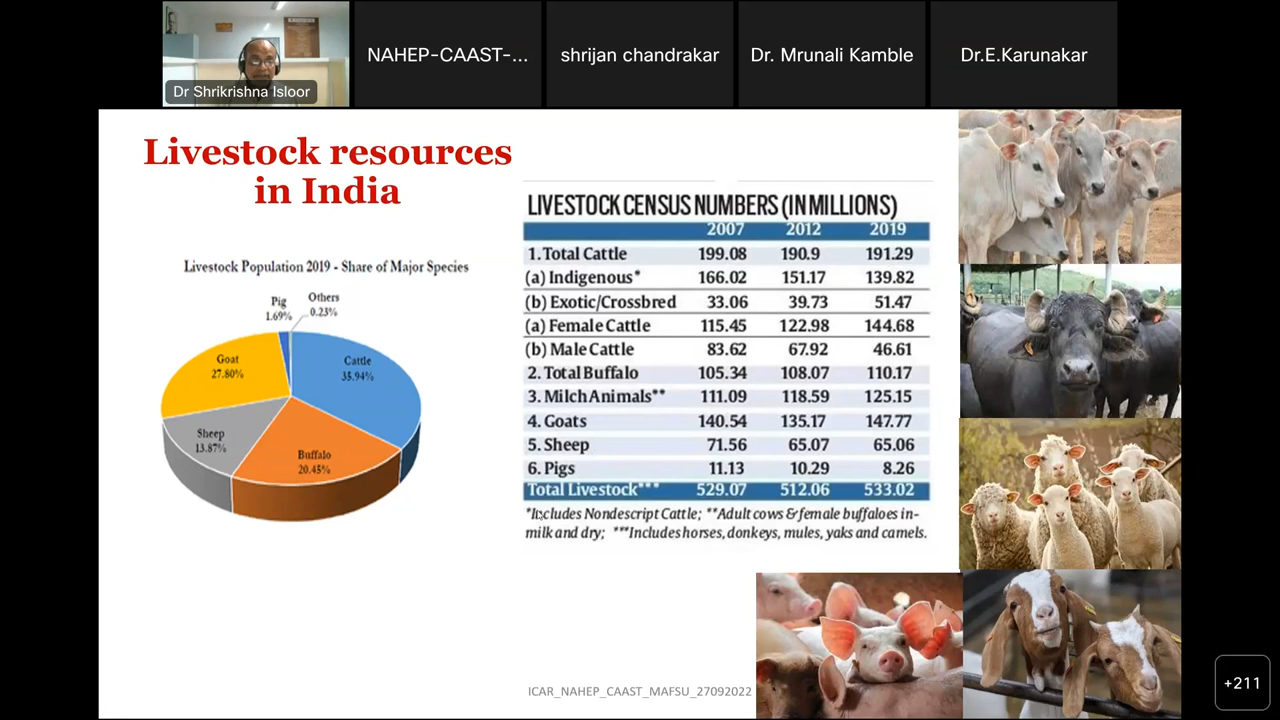 NAHEP-CAAST-...
shrijan chandrakar
Dr. Mrunali Kamble
Dr.E.Karunakar
Dr Shrikrishna Isloor
Livestock resources
in India
Livestock Population 2019 - Share of Major Species
Pig
1.69%
Others
0.23%
Goat
27.80%
Cattle
35.94%
Sheep
13.87%
Buffalo
20.45%
LIVESTOCK CENSUS NUMBERS (IN MILLIONS)
2007 2012 2019
1. Total Cattle 199.08 190.9 191.29
(a) Indigenous* 166.02 151.17 139.82
(b) Exotic/Crossbred 33.06 39.73 51.47
(a) Female Cattle 115.45 122.98 144.68
(b) Male Cattle 83.62 67.92 46.61
2. Total Buffalo 105.34 108.07 110.17
3. Milch Animals** 111.09 118.59 125.15
4. Goats 140.54 135.17 147.77
5. Sheep 71.56 65.07 65.06
6. Pigs 11.13 10.29 8.26
Total Livestock*** 529.07 512.06 533.02
*Includes Nondescript Cattle; **Adult cows & female buffaloes in-
milk and dry; ***Includes horses, donkeys, mules, yaks and camels.
ICAR_NAHEP_CAAST_MAFSU_27092022
+211